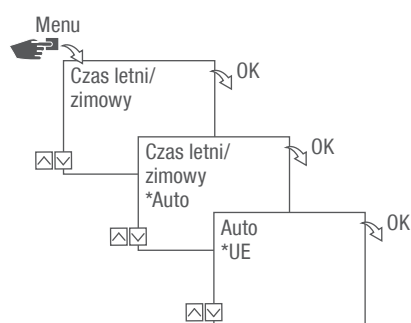 Menu
Czas letni/
zimowy
OK
Czas letni/
zimowy
*Auto
OK
Auto
*UE
OK